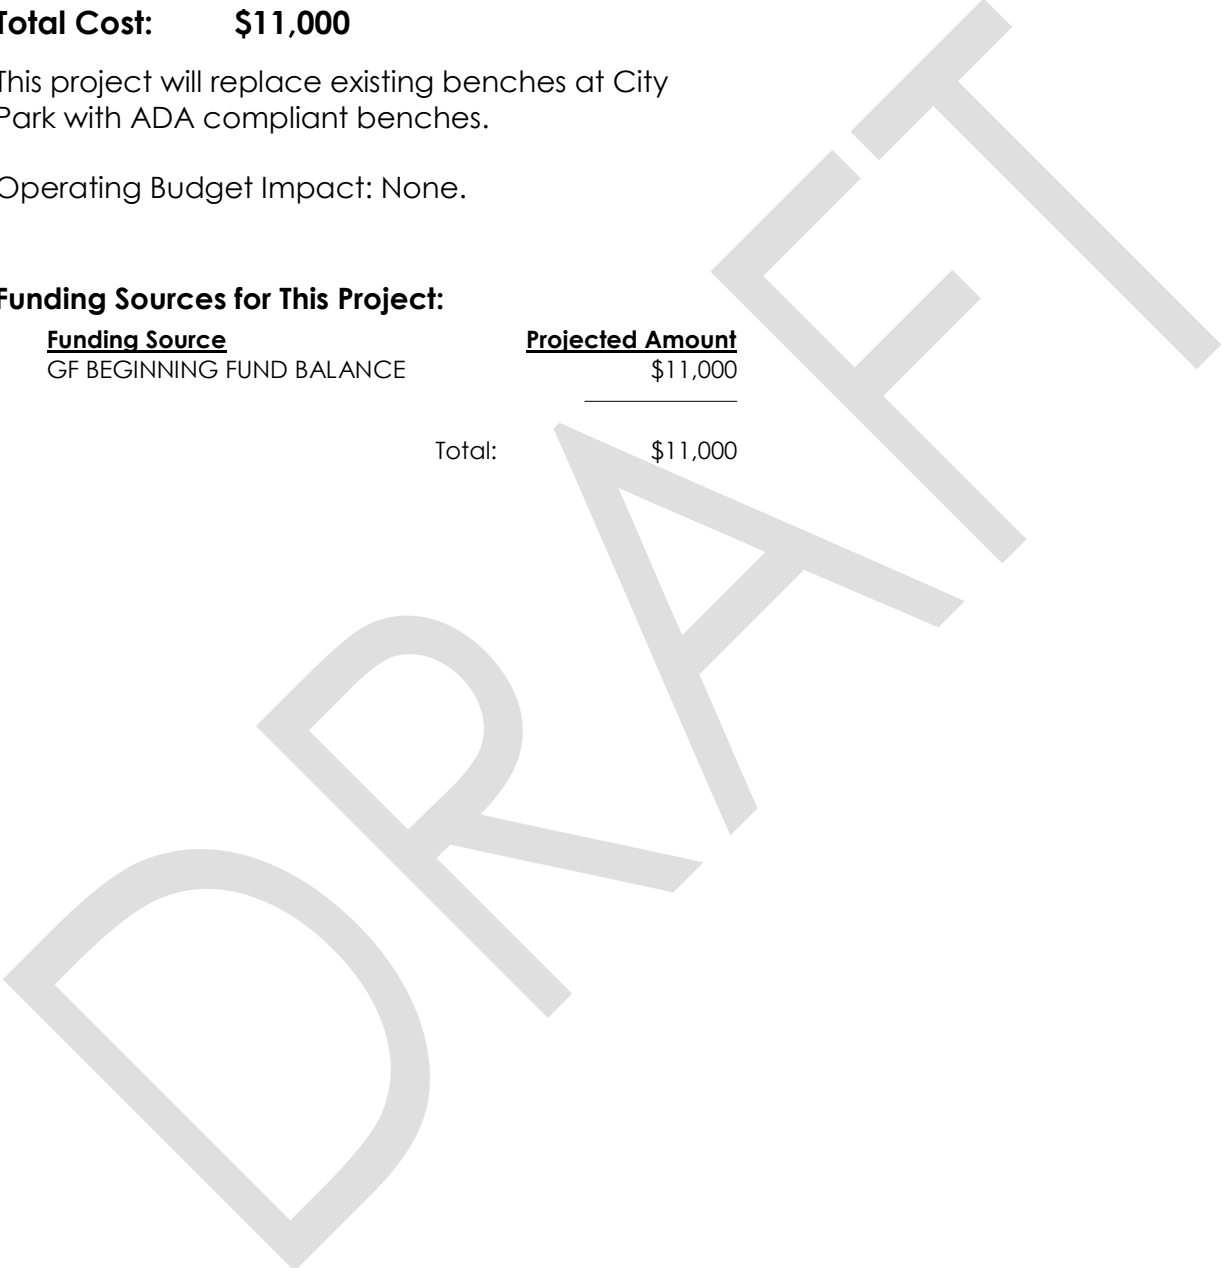 Total Cost: $11,000
This project will replace existing benches at City
Park with ADA compliant benches.
Operating Budget Impact: None.
Funding Sources for This Project:
Funding Source Projected Amount
GF BEGINNING FUND BALANCE $11,000
Total: $11,000
DRAFT